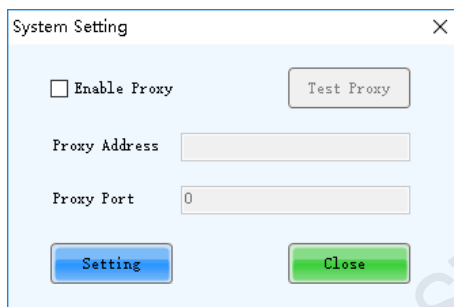 System Setting
Enable Proxy
Test Proxy
Proxy Address
Proxy Port
0
Setting
Close